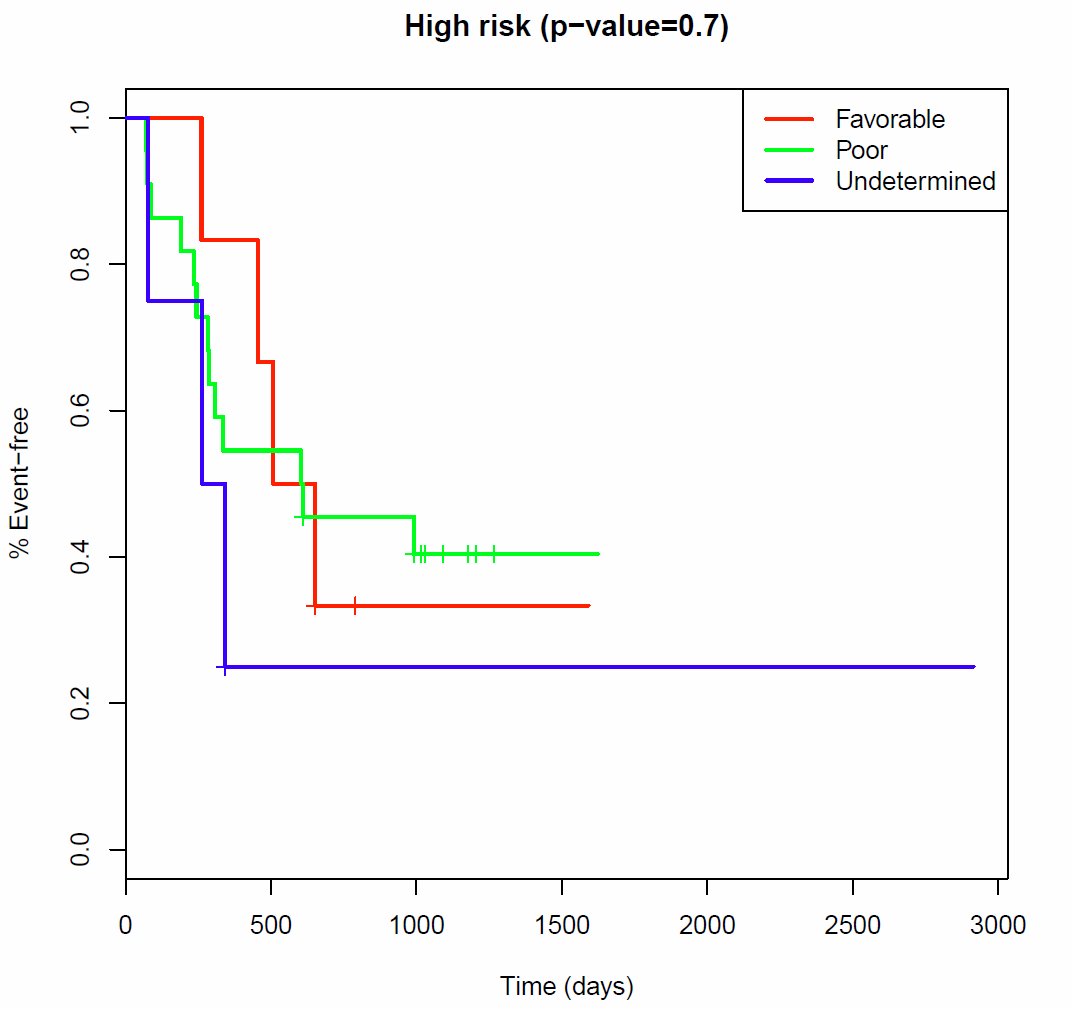 High risk (p−value=0.7)
Favorable
Poor
Undetermined
% Event−free
1.0
0.8
0.6
0.4
0.2
0.0
0 500 1000 1500 2000 2500 3000
Time (days)